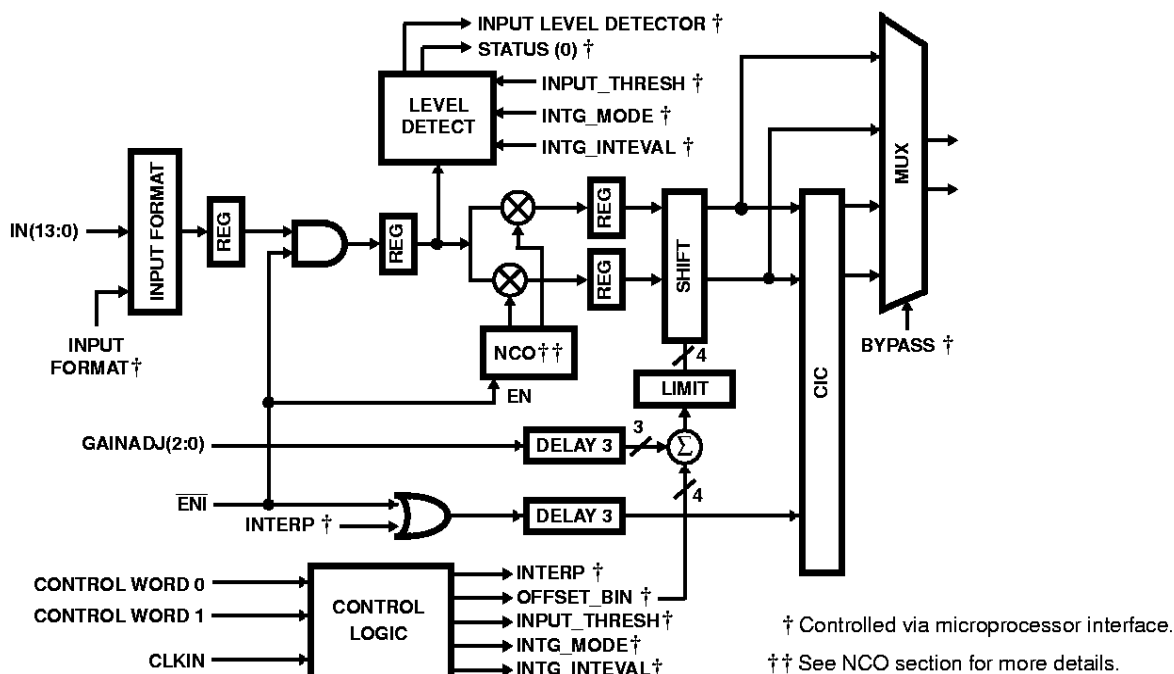 INPUT LEVEL DETECTOR †
STATUS (0) †
LEVEL
DETECT
INPUT_THRESH †
INTG_MODE †
INTG_INTEVAL †
IN(13:0)
INPUT FORMAT
REG
REG
REG
REG
SHIFT
MUX
INPUT
FORMAT†
NCO††
EN
4
LIMIT
BYPASS †
CIC
GAINADJ(2:0)
DELAY 3
3
Σ
4
ENI
INTERP †
DELAY 3
CONTROL WORD 0
CONTROL WORD 1
CLKIN
CONTROL
LOGIC
INTERP †
OFFSET_BIN †
INPUT_THRESH†
INTG_MODE†
INTG_INTEVAL†
† Controlled via microprocessor interface.
†† See NCO section for more details.